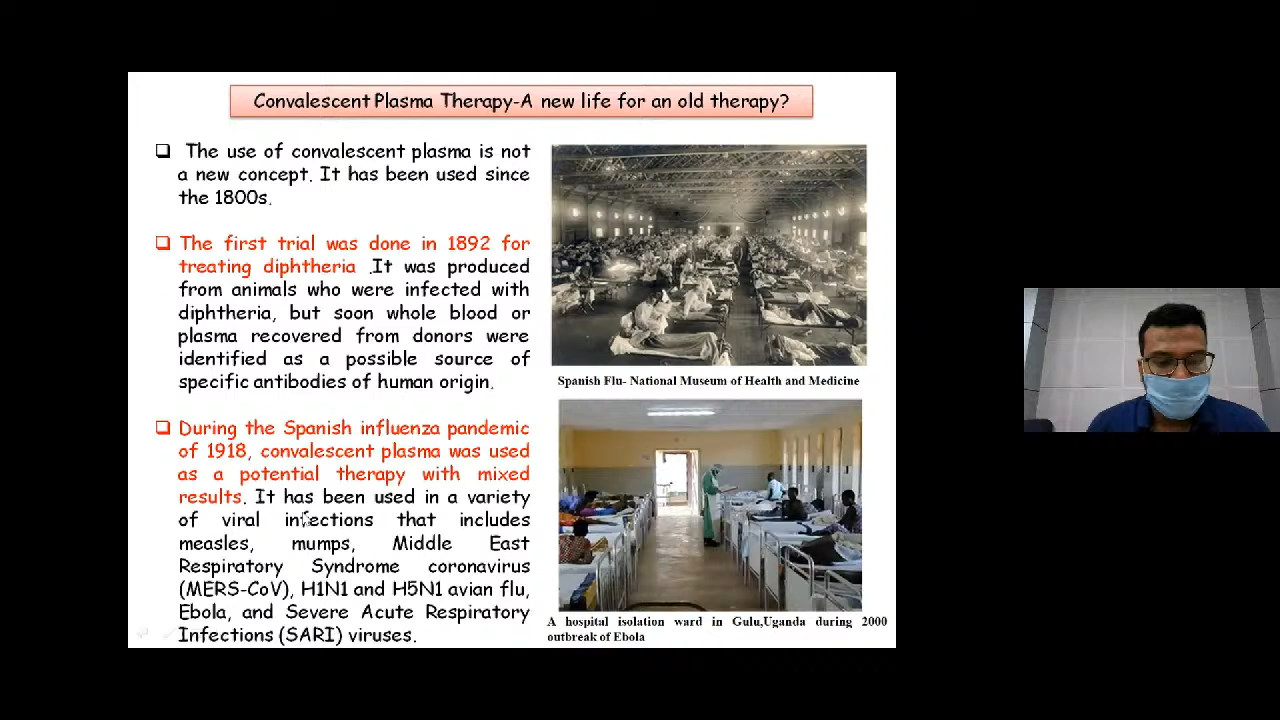 Convalescent Plasma Therapy-A new life for an old therapy?
The use of convalescent plasma is not
a new concept. It has been used since
the 1800s.
The first trial was done in 1892 for
treating diphtheria .It was produced
from animals who were infected with
diphtheria, but soon whole blood or
plasma recovered from donors were
identified as a possible source of
specific antibodies of human origin.
During the Spanish influenza pandemic
of 1918, convalescent plasma was used
as a potential therapy with mixed
results. It has been used in a variety
of viral infections that includes
measles, mumps, Middle East
Respiratory Syndrome coronavirus
(MERS-CoV), H1N1 and H5N1 avian flu,
Ebola, and Severe Acute Respiratory
Infections (SARI) viruses.
Spanish Flu- National Museum of Health and Medicine
A hospital isolation ward in Gulu,Uganda during 2000
outbreak of Ebola